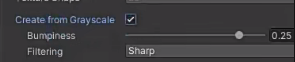 Create from Grayscale
Bumpiness 0.25
Filtering Sharp